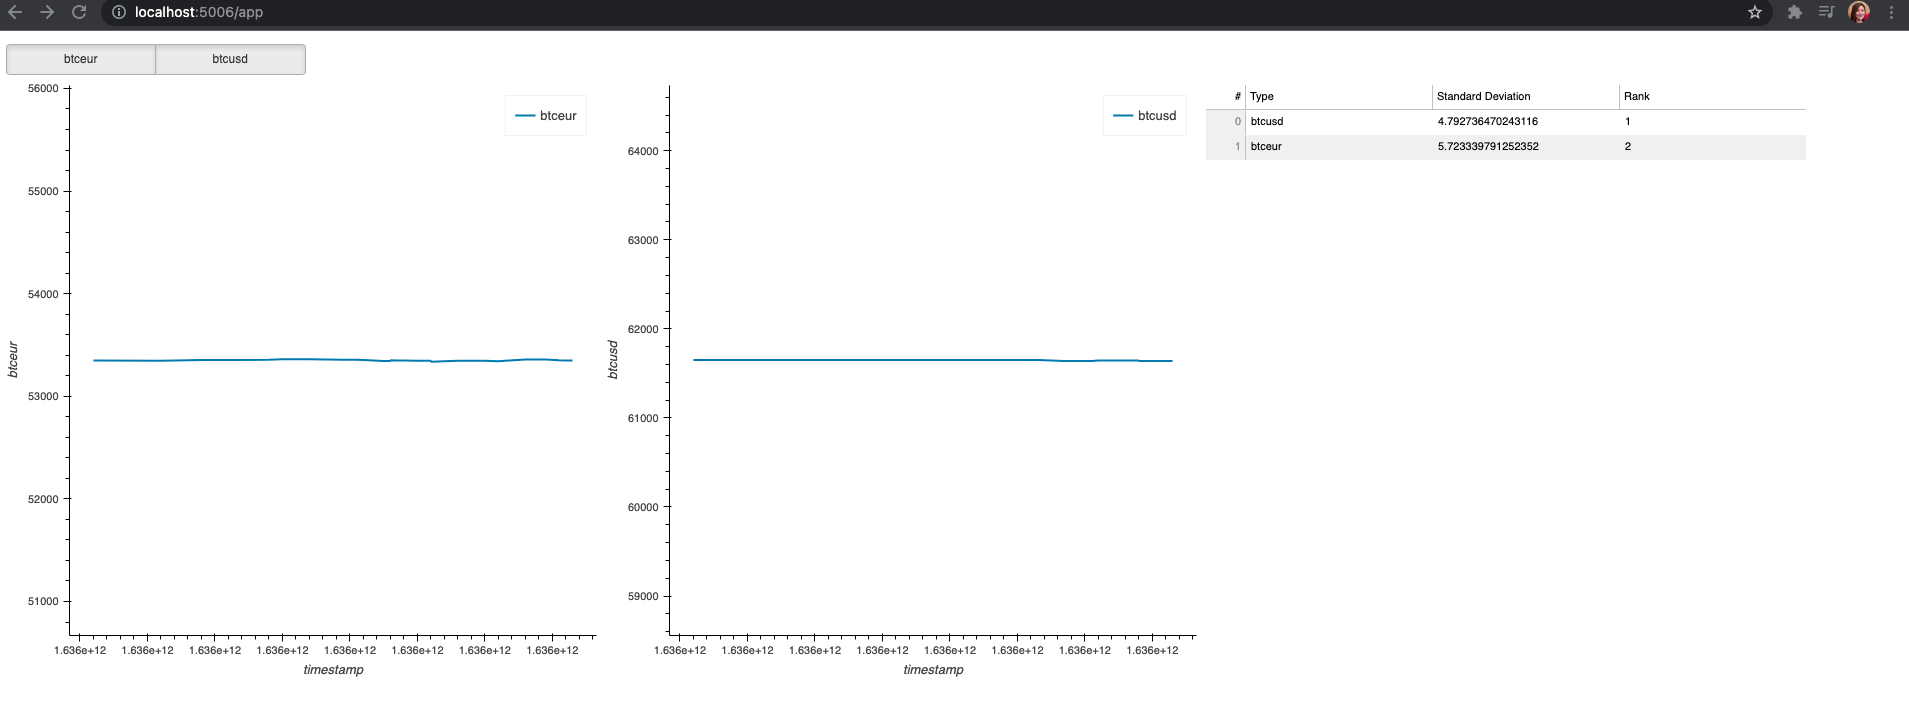 localhost:5006/app
btceur btcusd
56000
55000
54000
53000
52000
51000
btceur
btceur
1.636e+12 1.636e+12 1.636e+12 1.636e+12 1.636e+12 1.636e+12 1.636e+12 1.636e+12
timestamp
64000
63000
62000
61000
60000
59000
btcusd
btcusd
1.636e+12 1.636e+12 1.636e+12 1.636e+12 1.636e+12 1.636e+12 1.636e+12 1.636e+12
timestamp
# Type Standard Deviation Rank
0 btcusd 4.792736470243116 1
1 btceur 5.723339791252352 2